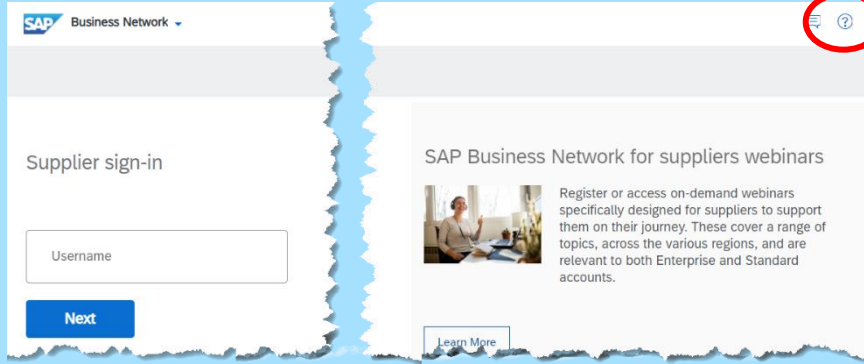 SAP Business Network
?
Supplier sign-in
Username
Next
SAP Business Network for suppliers webinars
Register or access on-demand webinars
specifically designed for suppliers to support
them on their journey. These cover a range of
topics, across the various regions, and are
relevant to both Enterprise and Standard
accounts.
Learn More